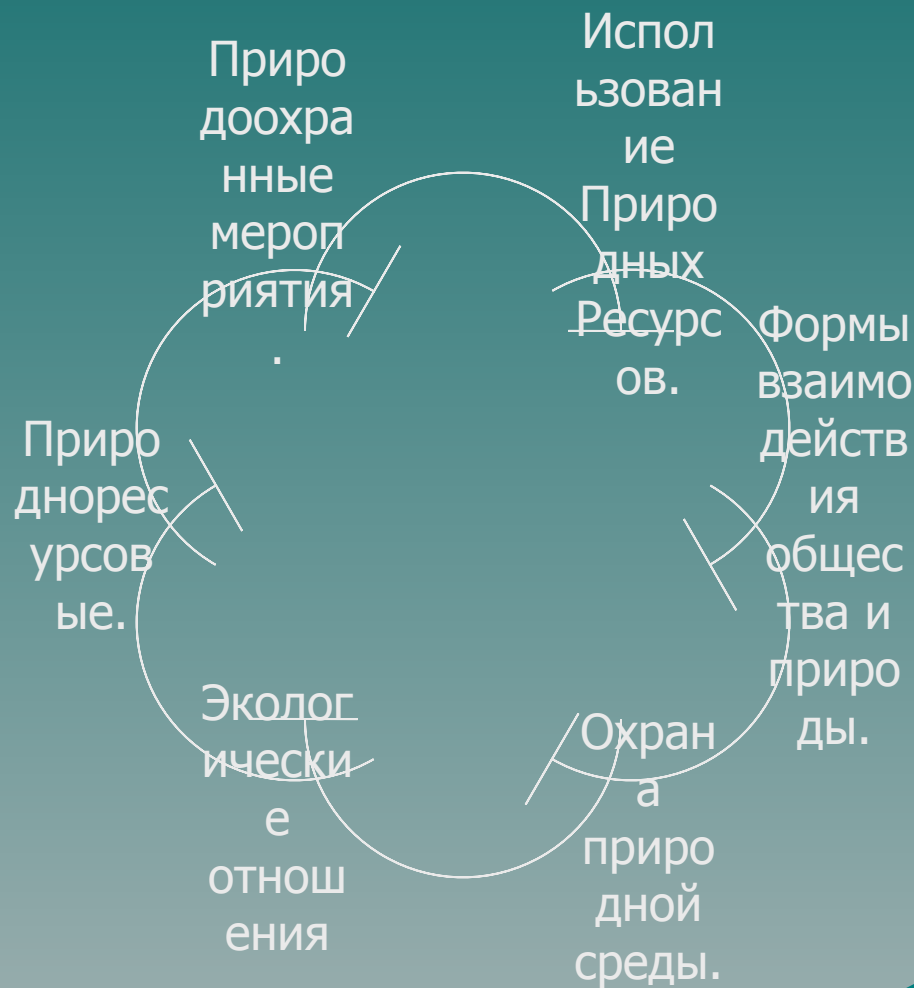 Приро
доохра
нные
мероп
риятия
.
Испол
ьзован
ие
Приро
дных
Ресурс
ов.
Формы
взаимо
действ
ия
общес
тва и
приро
ды.
Приро
днорес
урсов
ые.
Эколог
ически
е
отнош
ения
Охран
а
приро
дной
среды.